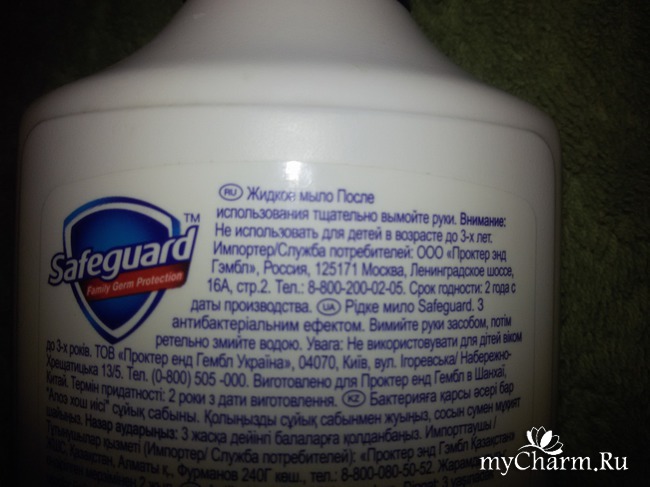 RU Жидкое мыло После
использования тщательно вымойте руки. Внимание:
Не использовать для детей в возрасте до 3-х лет.
Импортер/Служба потребителей: ООО «Проктер энд
Гэмбл», Россия, 125171 Москва, Ленинградское шоссе,
16А, стр.2. Тел.: 8-800-200-02-05. Срок годности: 2 года с
даты производства. UA Рідке мило Safeguard. З
антибактеріальним ефектом. Вимийте руки засобом, потім
ретельно змийте водою. Увага: Не використовувати для дітей віком
до 3-х років. ТОВ «Проктер енд Гембл Україна», 04070, Київ, вул. Ігоревська/ Набережно-
Хрещатицька 13/5. Тел. (0-800) 505 -000. Виготовлено для Проктер енд Гембл в Шанхаї,
Китай. Термін придатності: 2 роки з дати виготовлення. KZ Бактерияға қарсы әсері бар
"Алоэ хош иісі" сұйық сабыны. Қолыңызды сұйық сабынмен жуыңыз, сосын сумен мұқият
шайыңыз. Назар аударыңыз: 3 жасқа дейінгі балаларға қолданбаңыз. Импорттаушы /
Тұтынушылар қызметі (Импортер/ Служба потребителей): «Проктер энд Гэмбл Қазақстан»
ЖШС, Қазақстан, Алматы қ., Фурманов 240Г көш., тел.: 8-800-080-50-52.
Safeguard TM
Family Germ Protection
myCharm.Ru